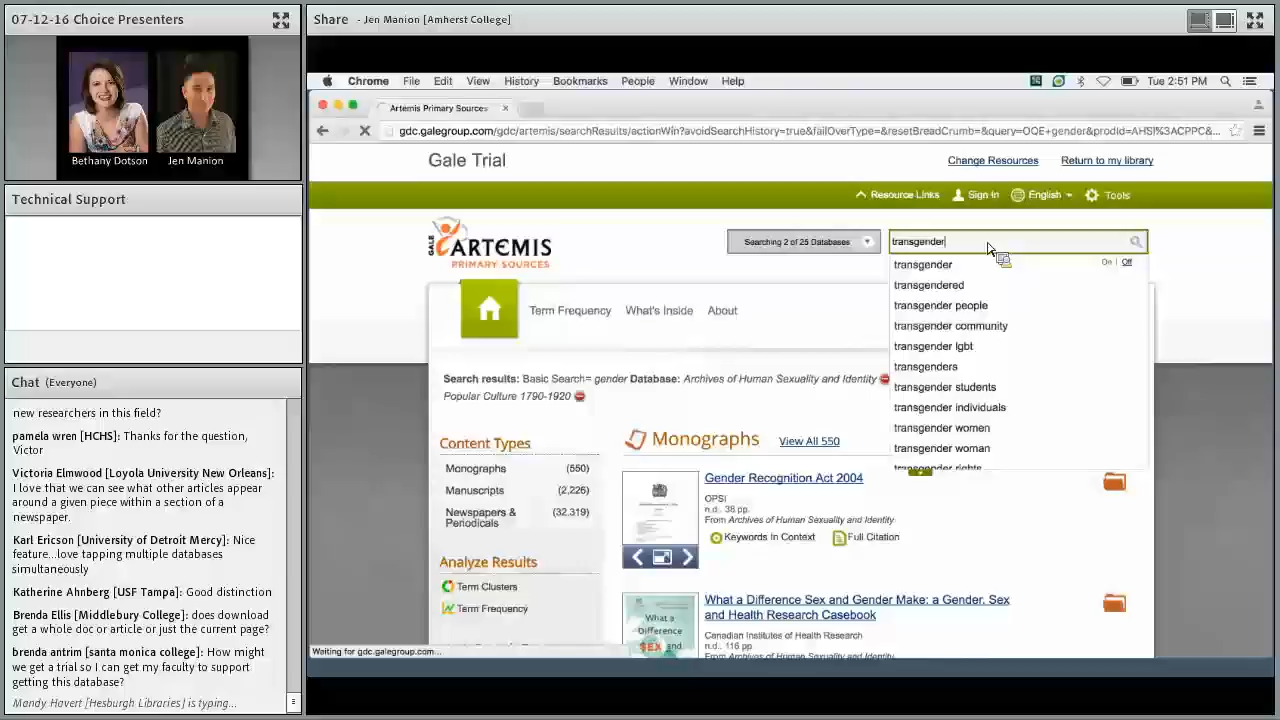 07-12-16 Choice Presenters
Bethany Dotson
Jen Manion
Technical Support
Chat (Everyone)
new researchers in this field?
pamela wren [HCHS]: Thanks for the question,
Victor
Victoria Elmwood [Loyola University New Orleans]:
I love that we can see what other articles appear
around a given piece within a section of a
newspaper.
Karl Ericson [University of Detroit Mercy]: Nice
feature...love tapping multiple databases
simultaneously
Katherine Ahnberg [USF Tampa]: Good distinction
Brenda Ellis [Middlebury College]: does download
get a whole doc or article or just the current page?
brenda antrim [santa monica college]: How might
we get a trial so I can get my faculty to support
getting this database?
Mandy Havert [Hesburgh Libraries] is typing...
Share - Jen Manion [Amherst College]
Chrome File Edit View History Bookmarks People Window Help
Tue 2:51 PM
Artemis Primary Sources
gdc.galegroup.com/gdc/artemis/searchResults/actionWin?avoidSearchHistory=true&failOverType=&resetBreadCrumb=&query=OQE+gender&prodId=AHSI%3ACPPC&...
Gale Trial
Change Resources
Return to my library
Resource Links
Sign In
English
Tools
GALE
ARTEMIS
PRIMARY SOURCES
Searching 2 of 25 Databases
transgender
On | Off
transgender
transgendered
transgender people
transgender community
transgender lgbt
transgenders
transgender students
transgender individuals
transgender women
transgender woman
transgender rights
Term Frequency
What's Inside
About
Search results: Basic Search= gender Database: Archives of Human Sexuality and Identity
Popular Culture 1790-1920
Content Types
Monographs (550)
Manuscripts (2,226)
Newspapers & Periodicals (32,319)
Analyze Results
Term Clusters
Term Frequency
Monographs
View All 550
Gender Recognition Act 2004
OPSI
n.d.. 38 pp.
From Archives of Human Sexuality and Identity
Keywords In Context
Full Citation
What a
Difference
SEX and
What a Difference Sex and Gender Make: a Gender, Sex
and Health Research Casebook
Canadian Institutes of Health Research
n.d.. 116 pp.
From Archives of Human Sexuality and Identity
Waiting for gdc.galegroup.com...